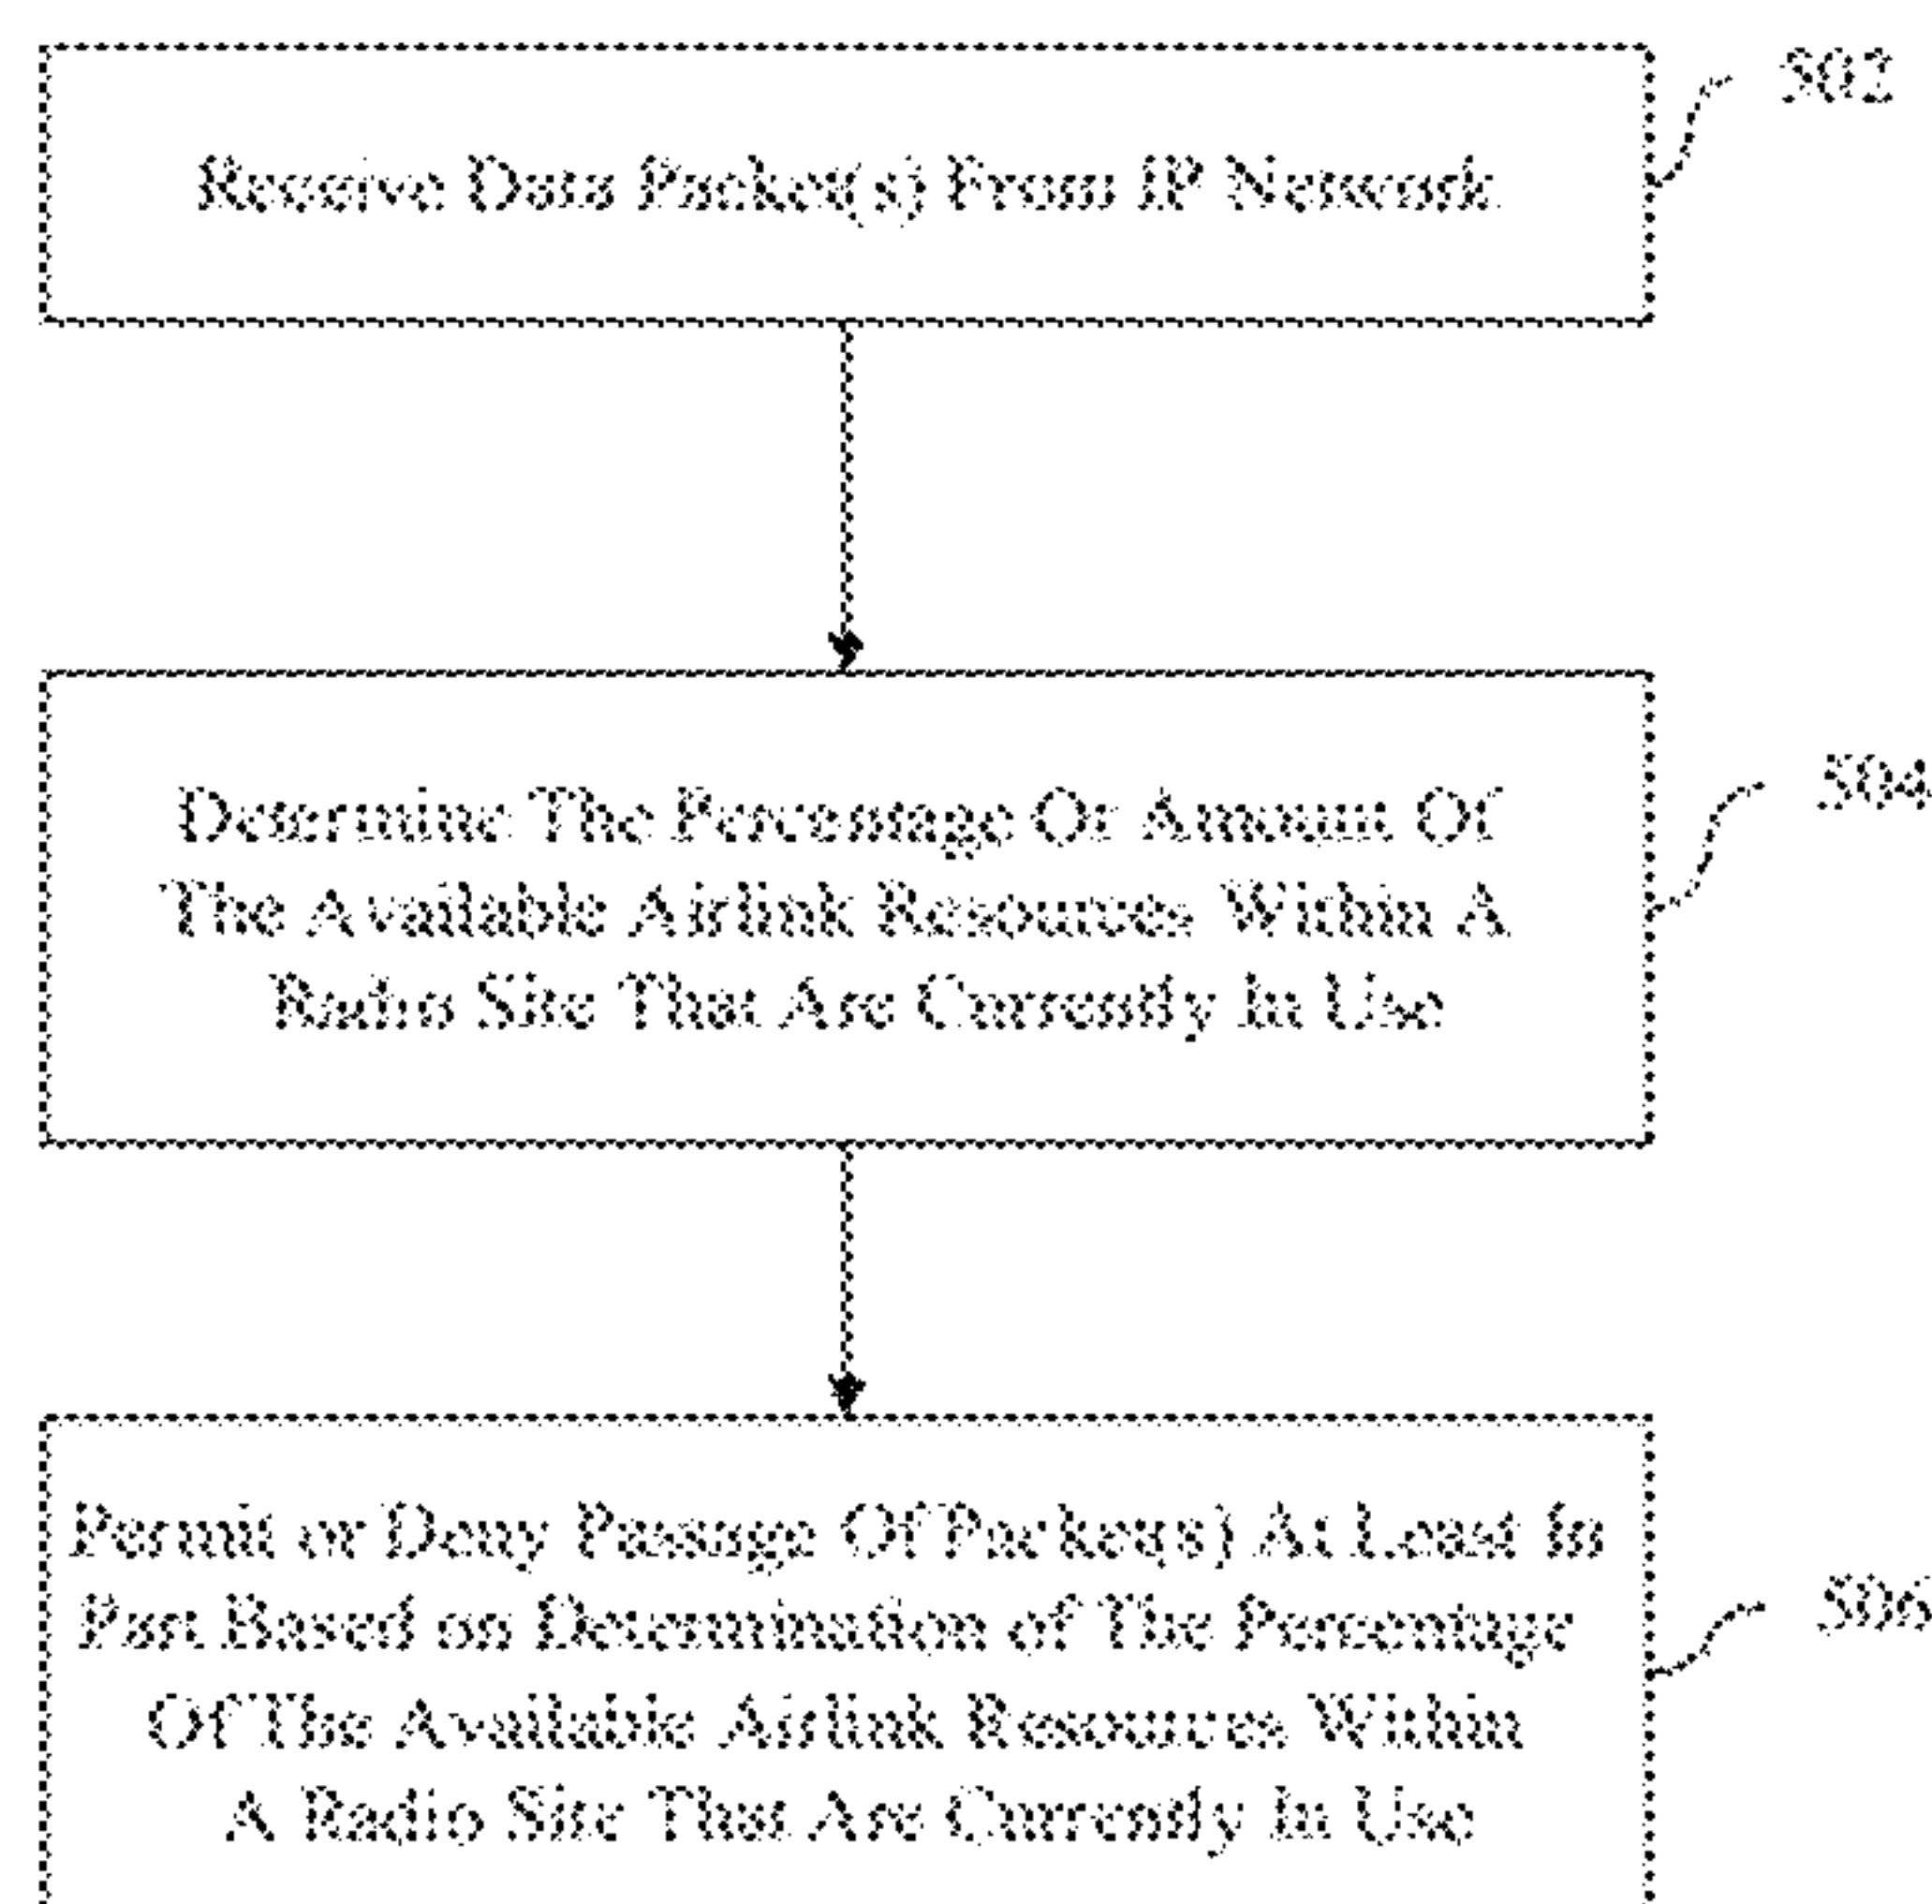 502
Receive Data Packet(s) From IP Network
504
Determine The Percentage Or Amount Of
The Available Airlink Resources Within A
Radio Site That Are Currently In Use
Permit or Deny Passage Of Packet(s) At Least In
Part Based on Determination of The Percentage
506
Of The Available Airlink Resources Within
A Radio Site That Are Currently In Use